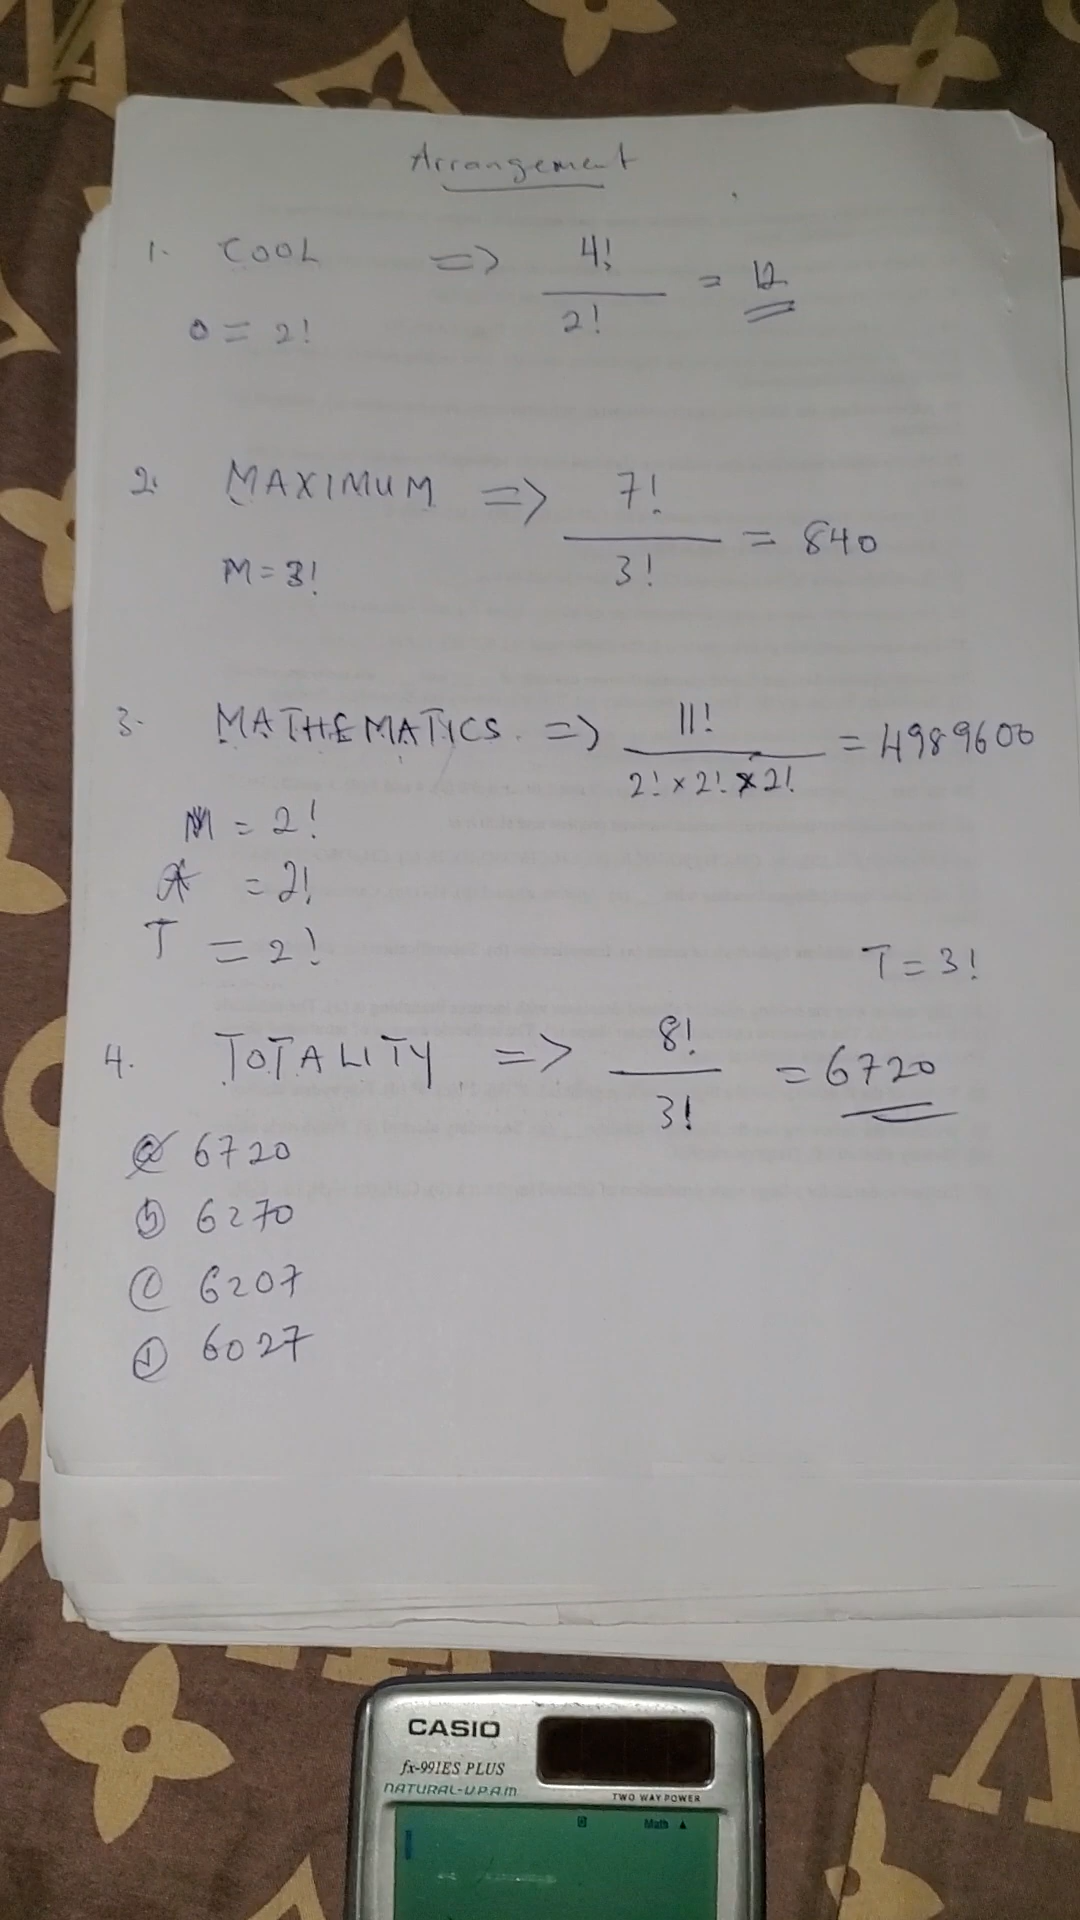 Arrangement
1. COOL => 4!/2! = 12
O = 2!
2. MAXIMUM => 7!/3! = 840
M = 3!
3. MATHEMATICS => 11!/2! × 2! × 2! = 4989600
M = 2!
A = 2!
T = 2!
T = 3!
4. TOTALITY => 8!/3! = 6720
(a) 6720
(b) 6270
(c) 6207
(d) 6027
CASIO
fx-991ES PLUS
NATURAL-V.P.A.M.
TWO WAY POWER
D Math ▲